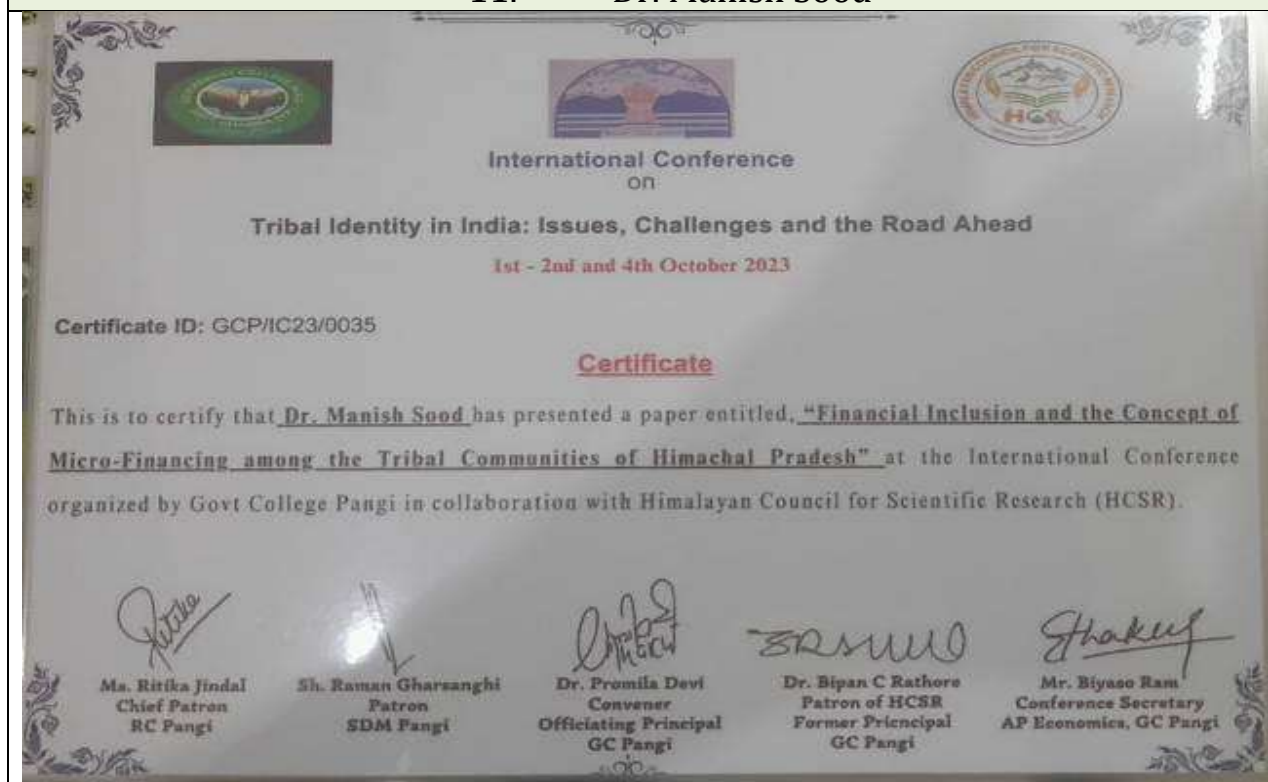 11. Dr. Manish Sood
HCSR
International Conference
on
Tribal Identity in India: Issues, Challenges and the Road Ahead
1st - 2nd and 4th October 2023
Certificate ID: GCP/IC23/0035
Certificate
This is to certify that Dr. Manish Sood has presented a paper entitled, "Financial Inclusion and the Concept of
Micro-Financing among the Tribal Communities of Himachal Pradesh" at the International Conference
organized by Govt College Pangi in collaboration with Himalayan Council for Scientific Research (HCSR).
Ritika
Ms. Ritika Jindal
Chief Patron
RC Pangi
Sh. Raman Gharsanghi
Patron
SDM Pangi
Dr. Promila Devi
Convener
Officiating Principal
GC Pangi
Dr. Bipan C Rathore
Patron of HCSR
Former Princnipal
GC Pangi
Mr. Biyaso Ram
Conference Secretary
AP Economics, GC Pangi